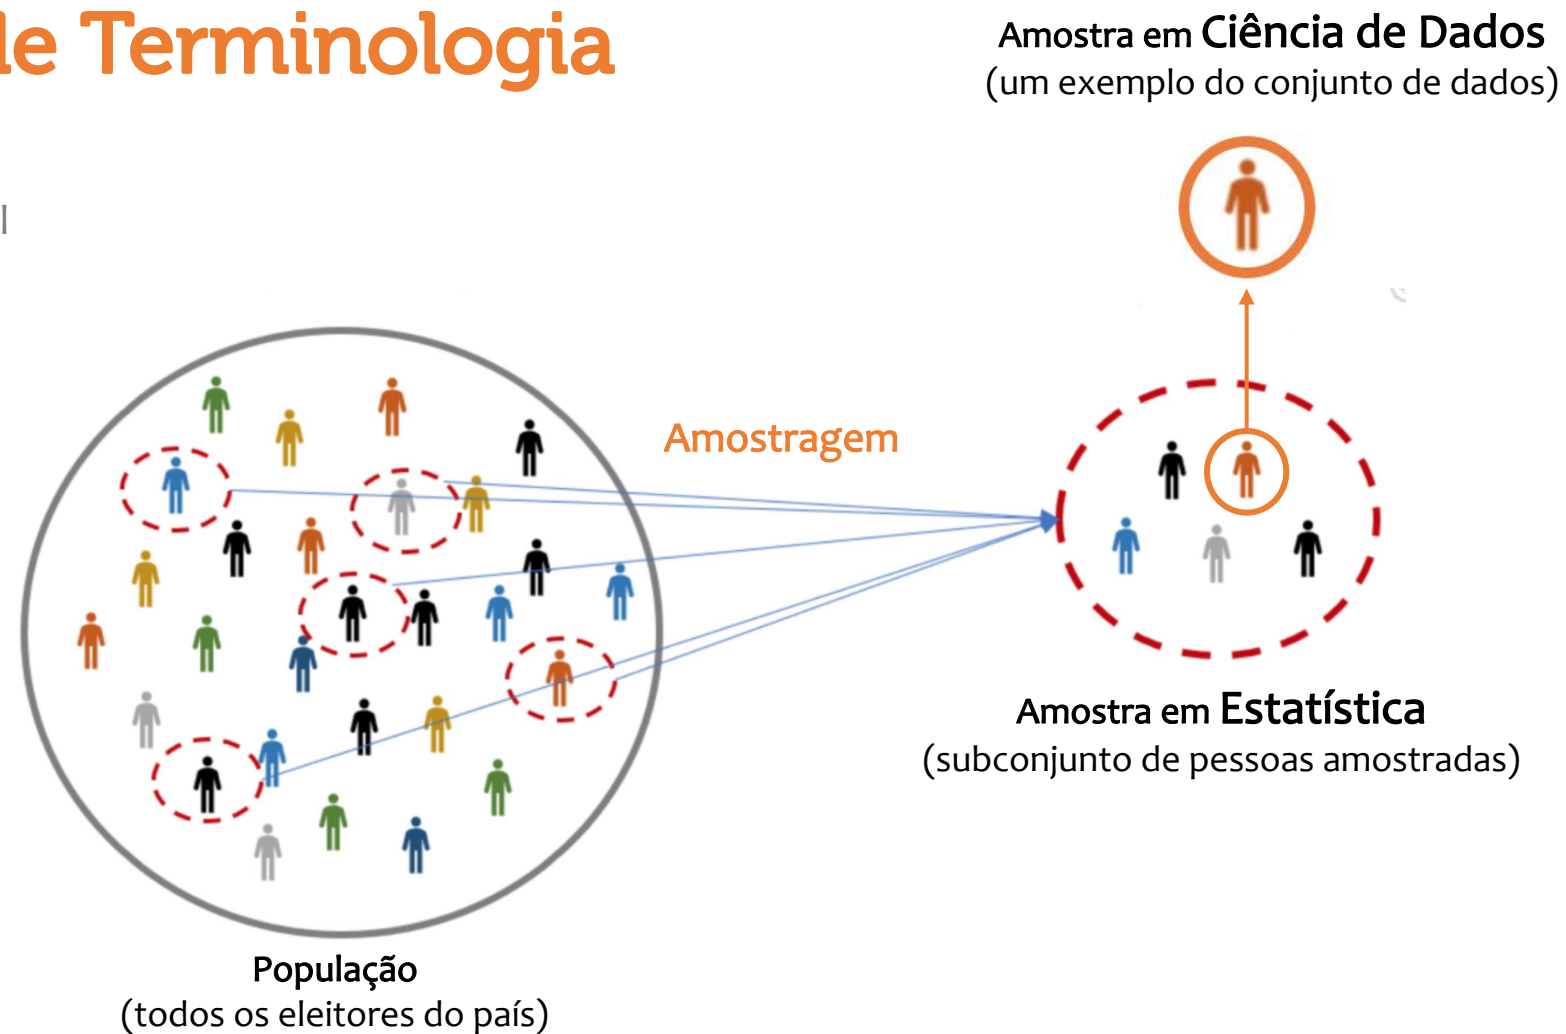 le Terminologia
Amostra em Ciência de Dados
(um exemplo do conjunto de dados)
l
Amostragem
Amostra em Estatística
(subconjunto de pessoas amostradas)
População
(todos os eleitores do país)